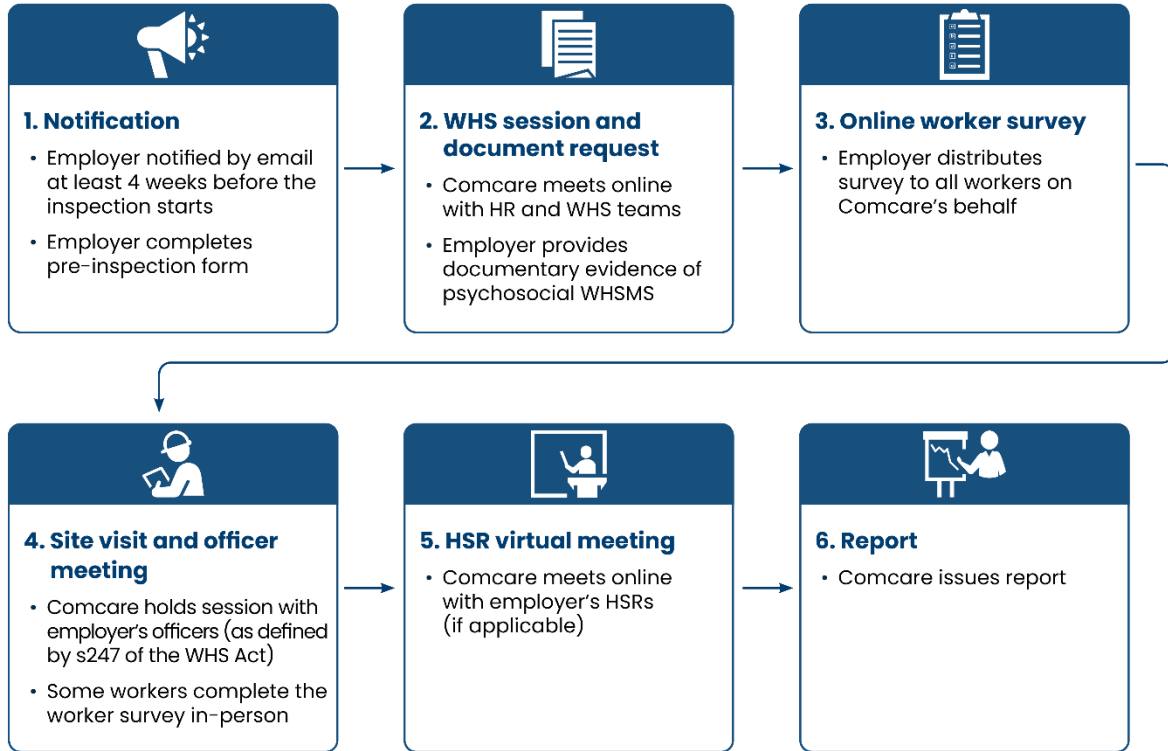 1. Notification
• Employer notified by email
at least 4 weeks before the
inspection starts
• Employer completes
pre-inspection form
2. WHS session and
document request
• Comcare meets online
with HR and WHS teams
• Employer provides
documentary evidence of
psychosocial WHSMS
3. Online worker survey
• Employer distributes
survey to all workers on
Comcare’s behalf
4. Site visit and officer
meeting
• Comcare holds session with
employer’s officers (as defined
by s247 of the WHS Act)
• Some workers complete the
worker survey in-person
5. HSR virtual meeting
• Comcare meets online
with employer’s HSRs
(if applicable)
6. Report
• Comcare issues report